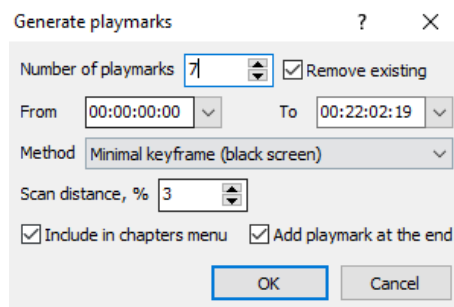 Generate playmarks ?
Number of playmarks 7 Remove existing
From 00:00:00:00 To 00:22:02:19
Method Minimal keyframe (black screen)
Scan distance, % 3
Include in chapters menu Add playmark at the end
OK Cancel